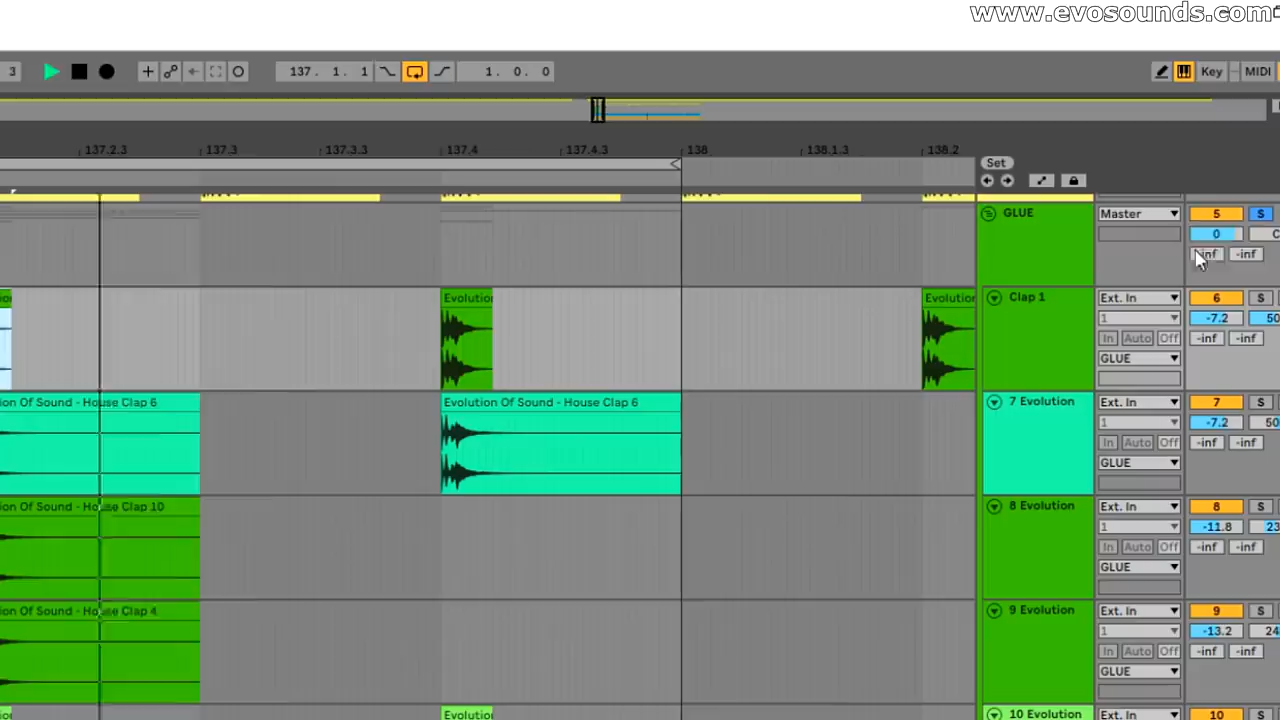 www.evosounds.com
3 137. 1. 1 1. 0. 0 Key MIDI
137.2.3 137.3 137.3.3 137.4 137.4.3 138 138.1.3 138.2
Set
GLUE Master 5 S
0 C
-inf
Evolution Evolution Clap 1 Ext. In 6 S
1 -7.2 50
In Auto Off -inf -inf
GLUE
ion Of Sound - House Clap 6 Evolution Of Sound - House Clap 6 7 Evolution Ext. In 7 S
1 -7.2 50
In Auto Off -inf -inf
GLUE
ion Of Sound - House Clap 10 8 Evolution Ext. In 8 S
1 -11.8 23
In Auto Off -inf -inf
GLUE
ion Of Sound - House Clap 4 9 Evolution Ext. In 9 S
1 -13.2 24
In Auto Off -inf -inf
GLUE
Evolution 10 Evolution Ext. In 10 S